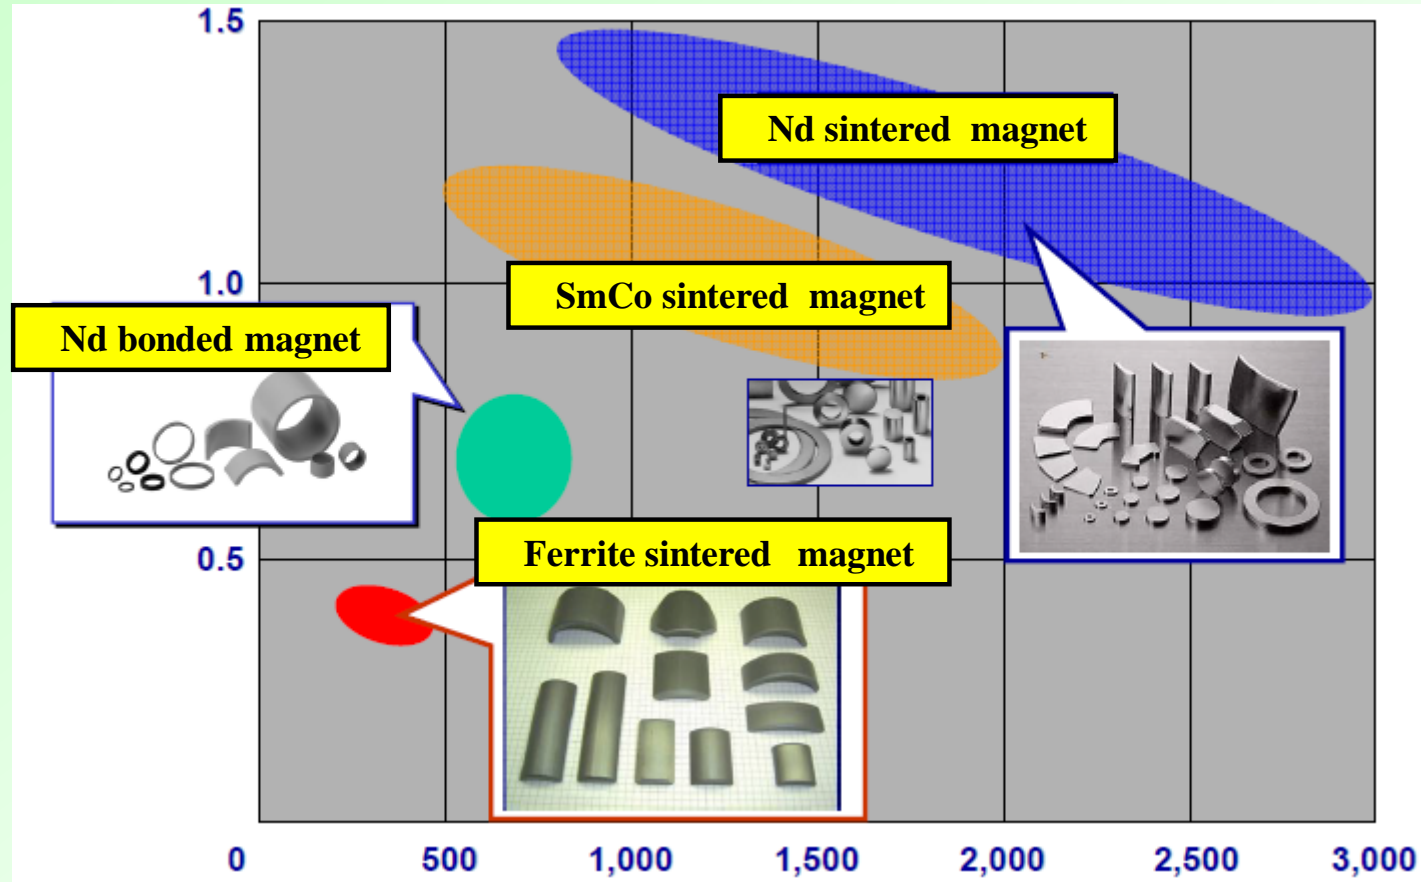 1.5
Nd sintered magnet
1.0
SmCo sintered magnet
Nd bonded magnet
0.5
Ferrite sintered magnet
0 500 1,000 1,500 2,000 2,500 3,000